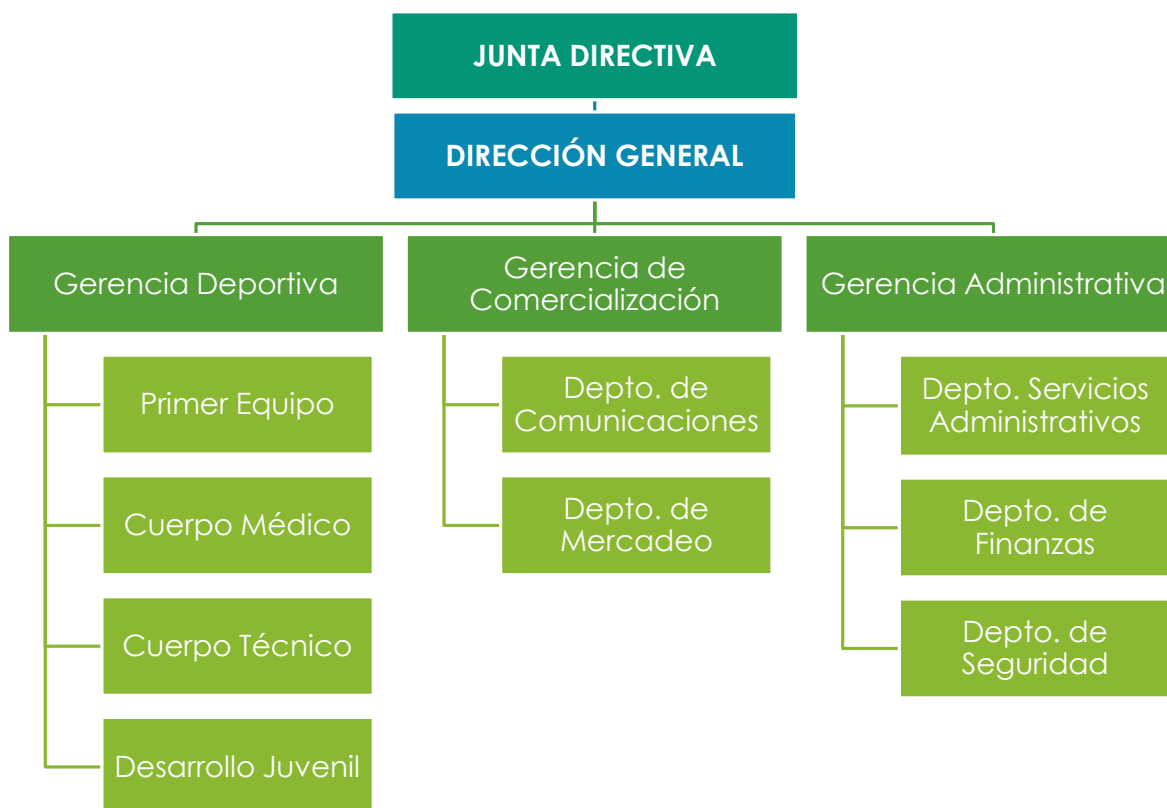 JUNTA DIRECTIVA
DIRECCIÓN GENERAL
Gerencia Deportiva
Primer Equipo
Cuerpo Médico
Cuerpo Técnico
Desarrollo Juvenil
Gerencia de
Comercialización
Depto. de
Comunicaciones
Depto. de
Mercadeo
Gerencia Administrativa
Depto. Servicios
Administrativos
Depto. de
Finanzas
Depto. de
Seguridad